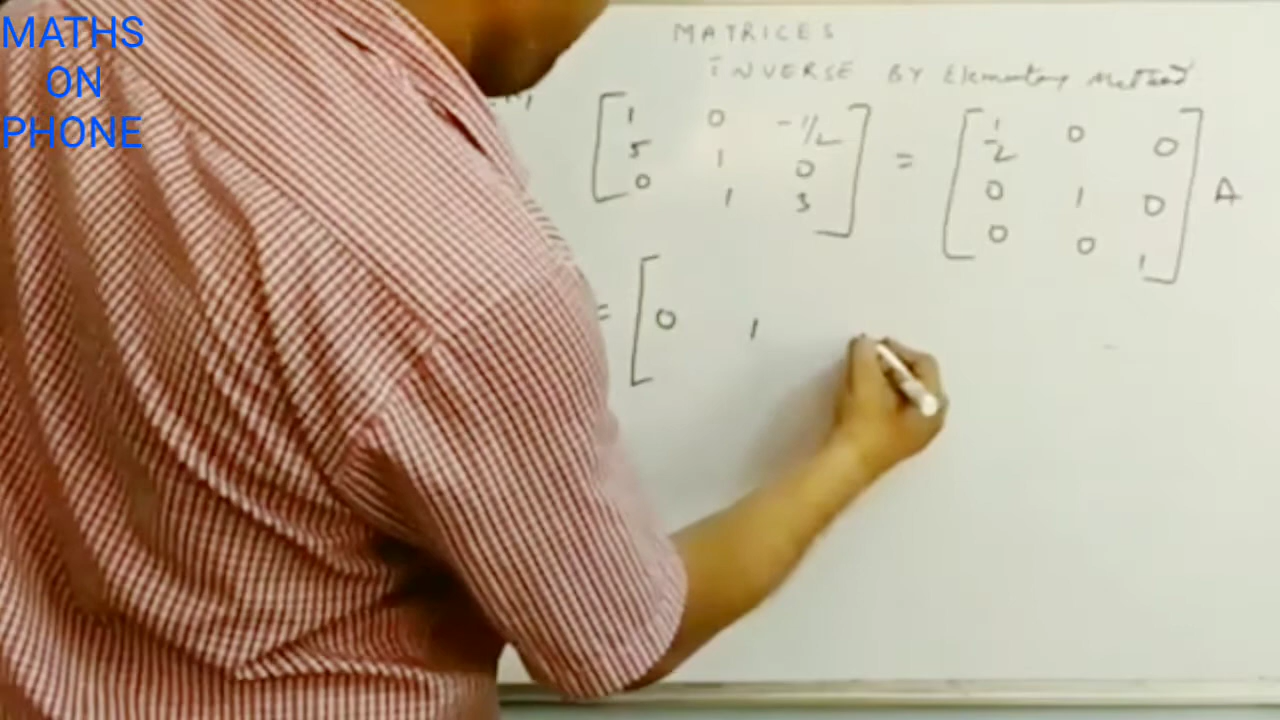 MATHS
ON
PHONE
MATRICES
INVERSE BY Elementary Method
1 0 -1/2
5 1 0
0 1 3
=
1/2 0 0
0 1 0
0 0 1
A
= [ 0 1